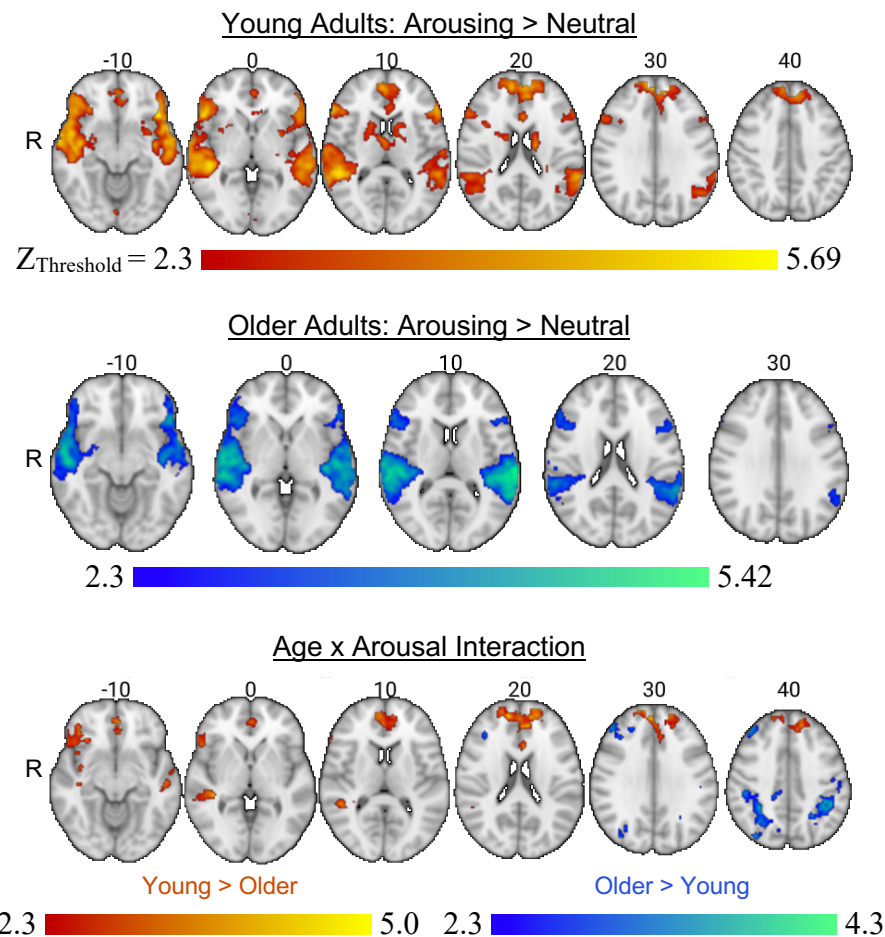 Young Adults: Arousing > Neutral
-10 0 10 20 30 40
R
ZThreshold = 2.3 5.69
Older Adults: Arousing > Neutral
-10 0 10 20 30
R
2.3 5.42
Age x Arousal Interaction
-10 0 10 20 30 40
R
Young > Older Older > Young
2.3 5.0 2.3 4.3